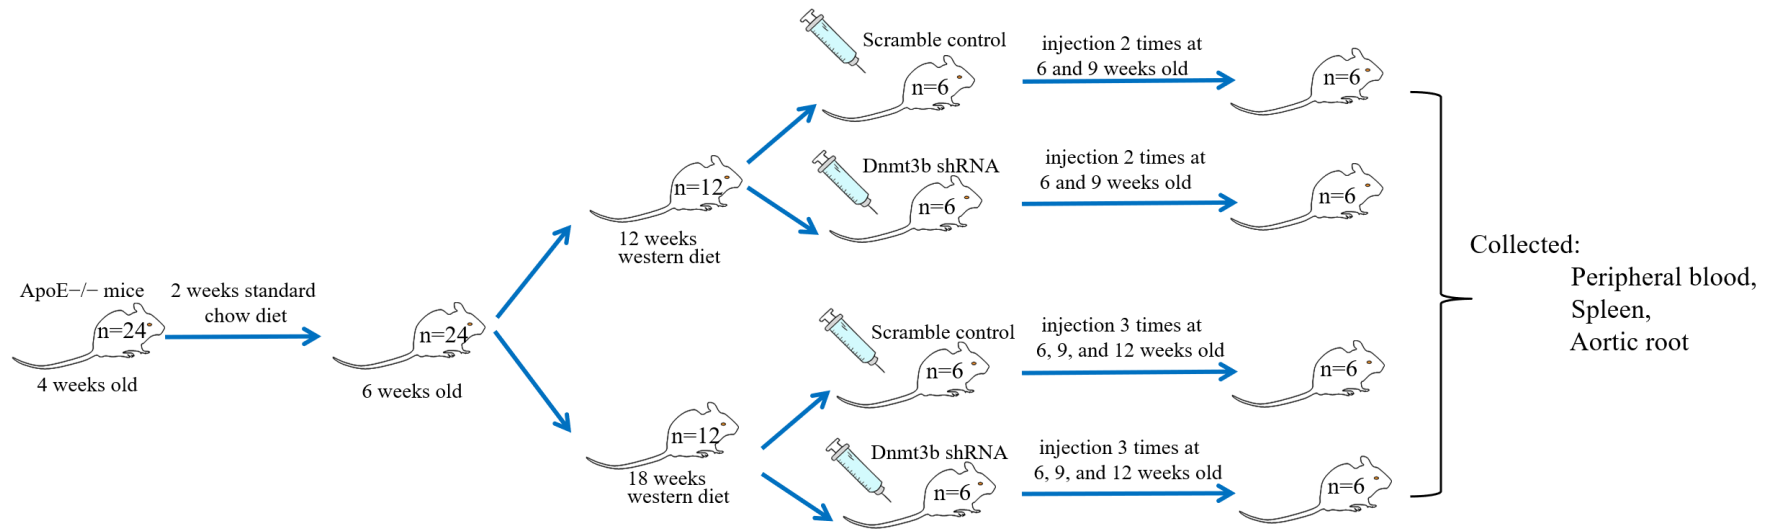 ApoE−/− mice
n=24
4 weeks old
2 weeks standard
chow diet
n=24
6 weeks old
n=12
12 weeks
western diet
n=12
18 weeks
western diet
Scramble control
n=6
injection 2 times at
6 and 9 weeks old
n=6
Dnmt3b shRNA
n=6
injection 2 times at
6 and 9 weeks old
n=6
Scramble control
n=6
injection 3 times at
6, 9, and 12 weeks old
n=6
Dnmt3b shRNA
n=6
injection 3 times at
6, 9, and 12 weeks old
n=6
Collected:
Peripheral blood,
Spleen,
Aortic root